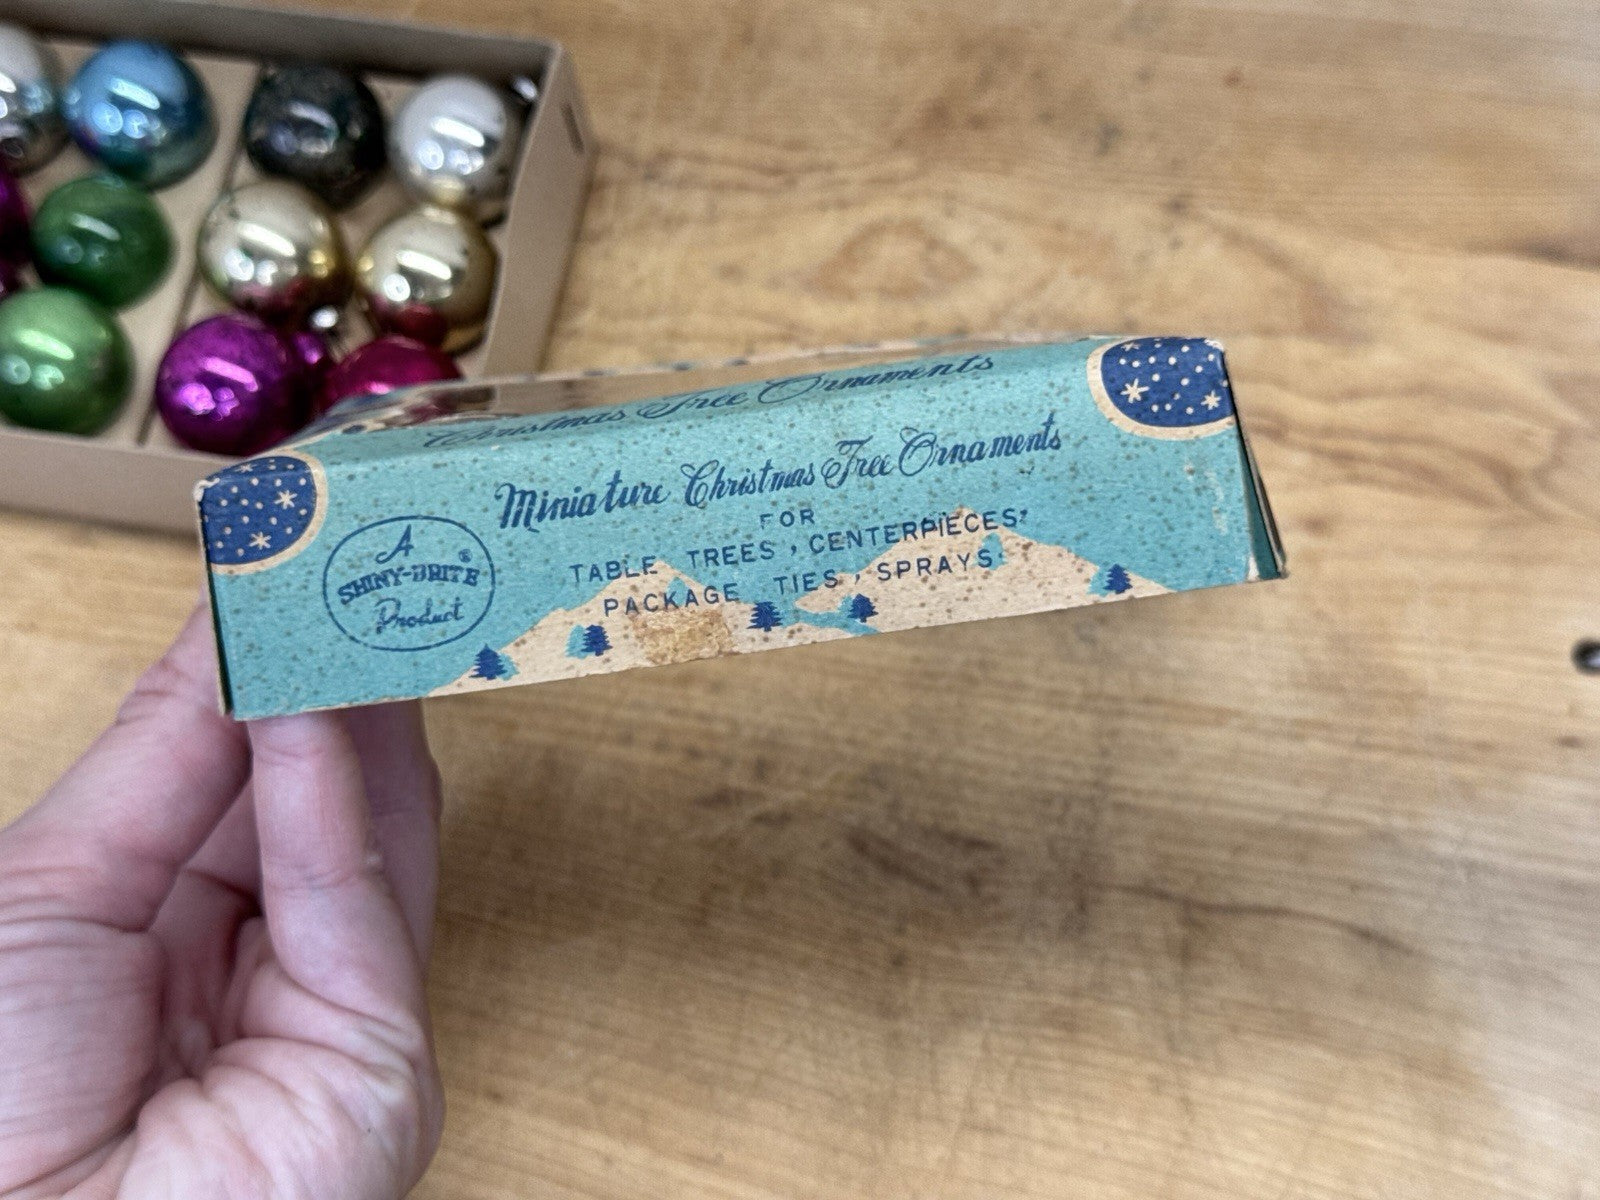 Christmas Tree Ornaments
Miniature Christmas Tree Ornaments
FOR
TABLE TREES, CENTERPIECES,
PACKAGE TIES, SPRAYS
A
SHINY-BRITE ®
Product